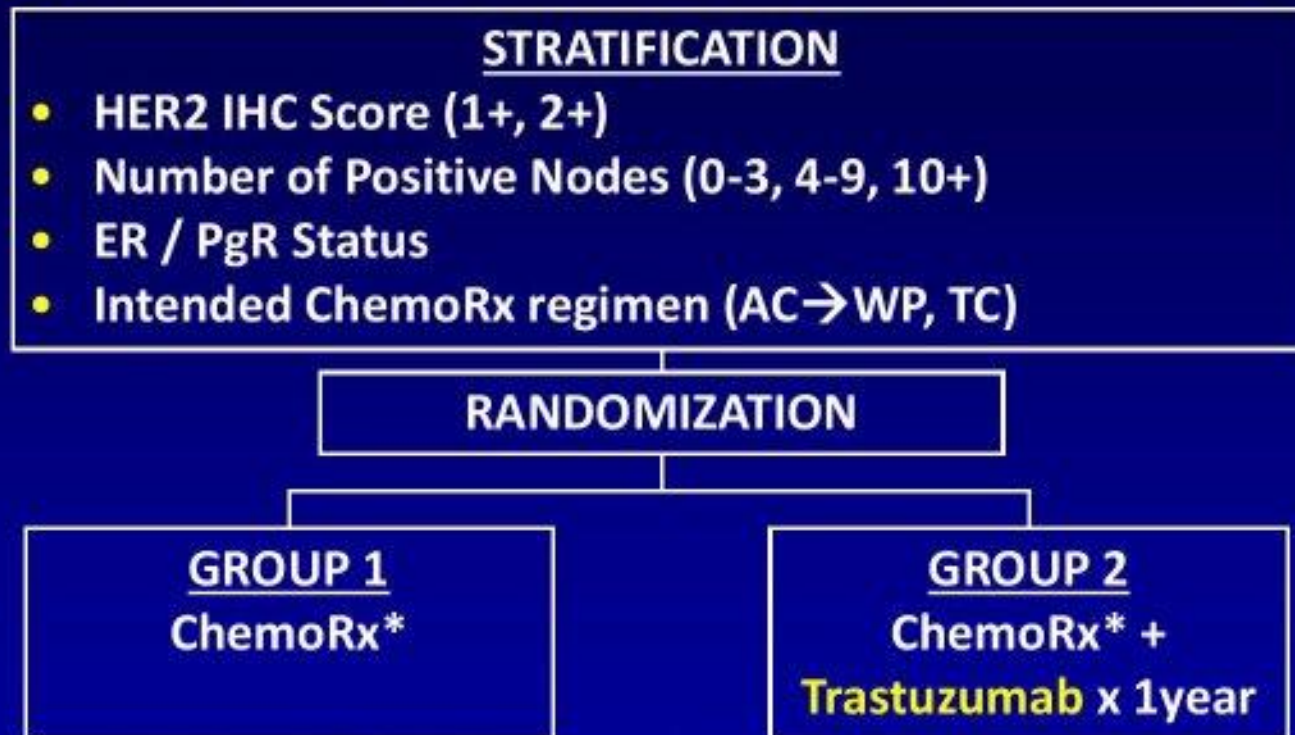 STRATIFICATION
• HER2 IHC Score (1+, 2+)
• Number of Positive Nodes (0-3, 4-9, 10+)
• ER / PgR Status
• Intended ChemoRx regimen (AC→WP, TC)
RANDOMIZATION
GROUP 1
ChemoRx*
GROUP 2
ChemoRx* +
Trastuzumab x 1year